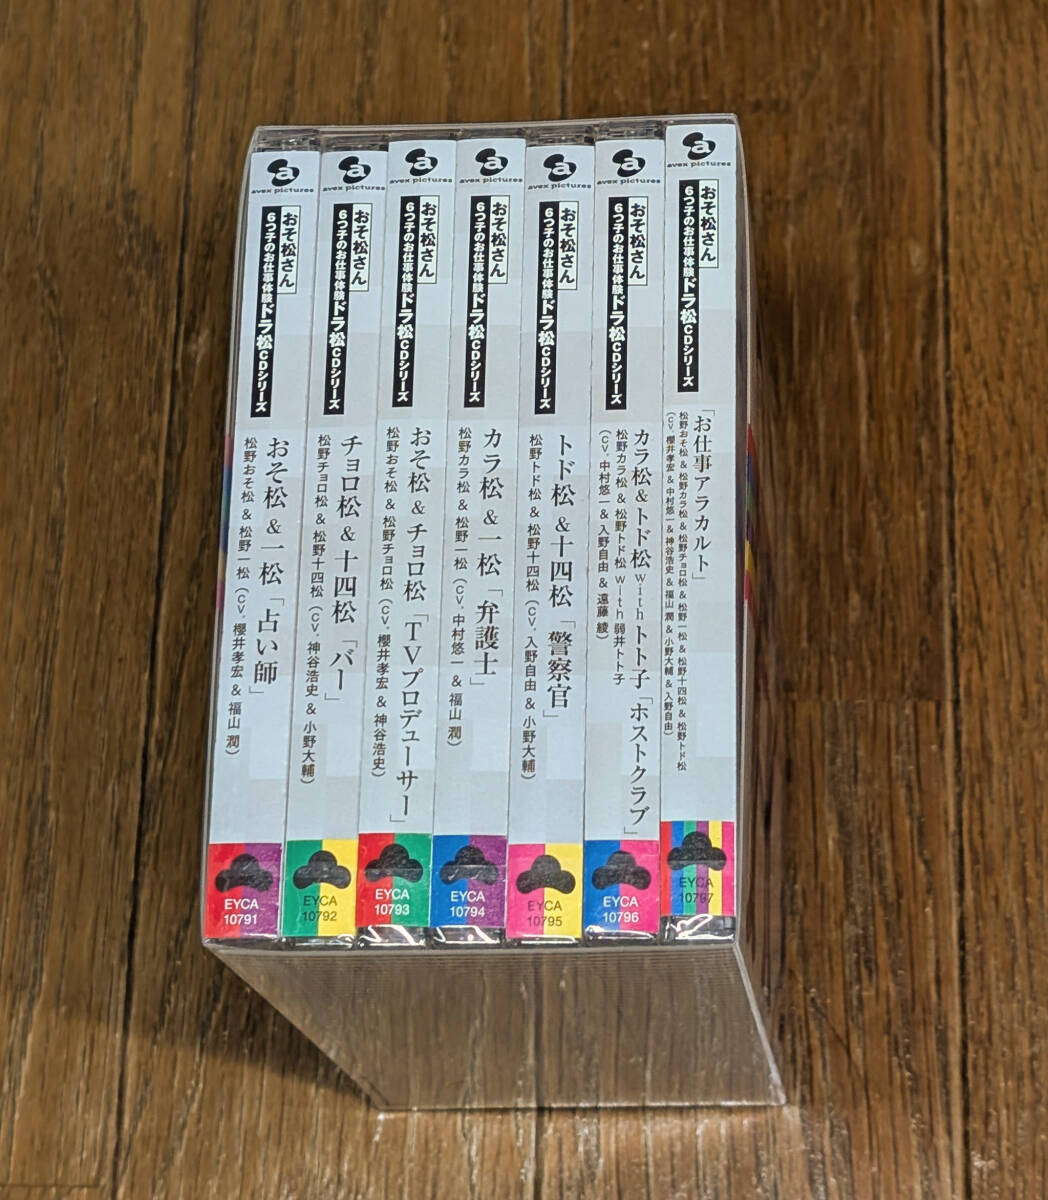 a
avex pictures
おそ松さん
6つ子のお仕事体験ドラ松CDシリーズ
おそ松&一松「占い師」
松野おそ松&松野一松(CV.櫻井孝宏&福山 潤)
EYCA
10791
a
avex pictures
おそ松さん
6つ子のお仕事体験ドラ松CDシリーズ
チョロ松&十四松「バー」
松野チョロ松&松野十四松(CV.神谷浩史&小野大輔)
EYCA
10792
a
avex pictures
おそ松さん
6つ子のお仕事体験ドラ松CDシリーズ
おそ松&チョロ松「TVプロデューサー」
松野おそ松&松野チョロ松(CV.櫻井孝宏&神谷浩史)
EYCA
10793
a
avex pictures
おそ松さん
6つ子のお仕事体験ドラ松CDシリーズ
カラ松&一松「弁護士」
松野カラ松&松野一松(CV.中村悠一&福山 潤)
EYCA
10794
a
avex pictures
おそ松さん
6つ子のお仕事体験ドラ松CDシリーズ
トド松&十四松「警察官」
松野トド松&松野十四松(CV.入野自由&小野大輔)
EYCA
10795
a
avex pictures
おそ松さん
6つ子のお仕事体験ドラ松CDシリーズ
カラ松&トド松 with トト子「ホストクラブ」
松野カラ松&松野トド松 with 弱井トト子
(CV.中村悠一&入野自由&遠藤 綾)
EYCA
10796
a
avex pictures
おそ松さん
6つ子のお仕事体験ドラ松CDシリーズ
「お仕事アラカルト」
松野おそ松&松野カラ松&松野チョロ松&松野一松&松野十四松&松野トド松
(CV.櫻井孝宏&中村悠一&神谷浩史&福山 潤&小野大輔&入野自由)
EYCA
10797